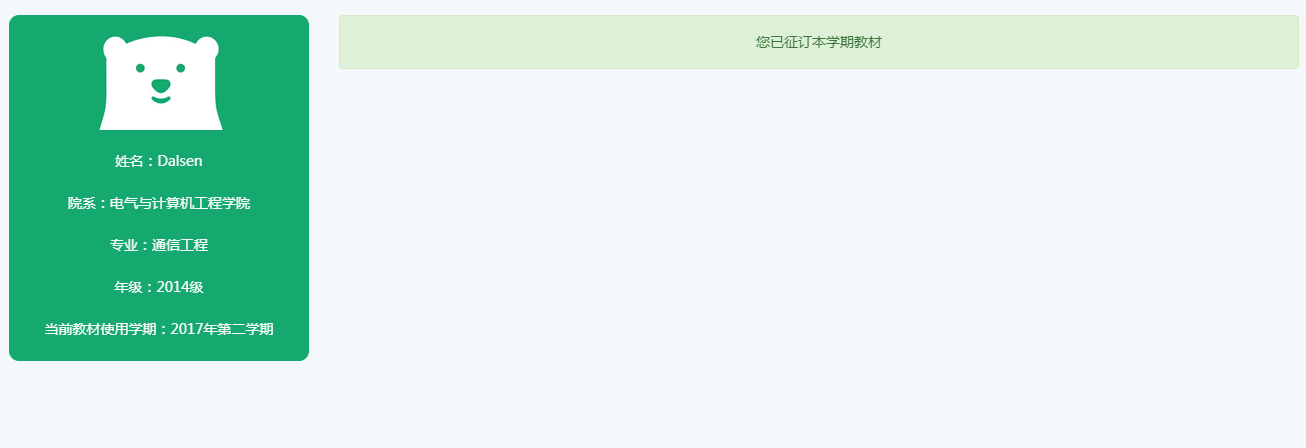 姓名：Dalsen
院系：电气与计算机工程学院
专业：通信工程
年级：2014级
当前教材使用学期：2017年第二学期
您已征订本学期教材